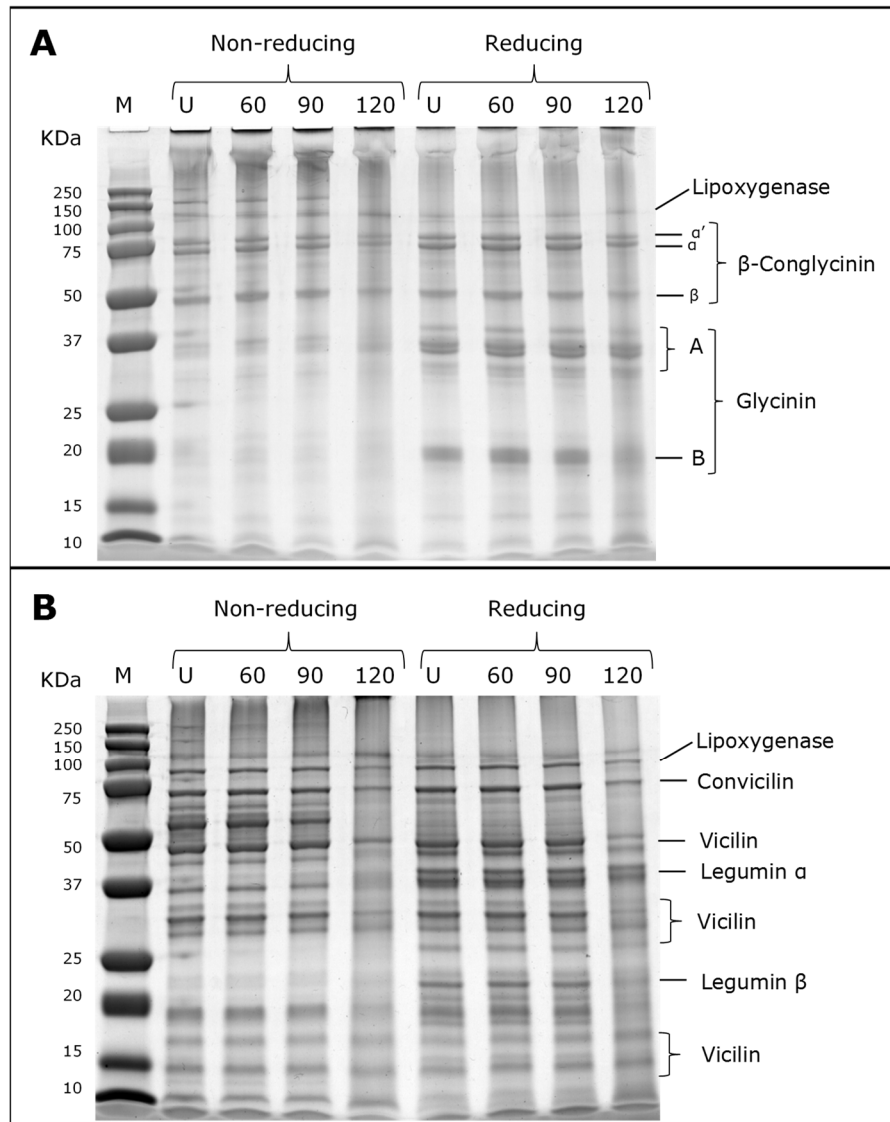 A
Non-reducing Reducing
M U 60 90 120 U 60 90 120
KDa
250
150
100
75
50
37
25
20
15
10
Lipoxygenase
α′
α
β
β-Conglycinin
A
B
Glycinin
B
Non-reducing Reducing
M U 60 90 120 U 60 90 120
KDa
250
150
100
75
50
37
25
20
15
10
Lipoxygenase
Convicilin
Vicilin
Legumin α
Vicilin
Legumin β
Vicilin